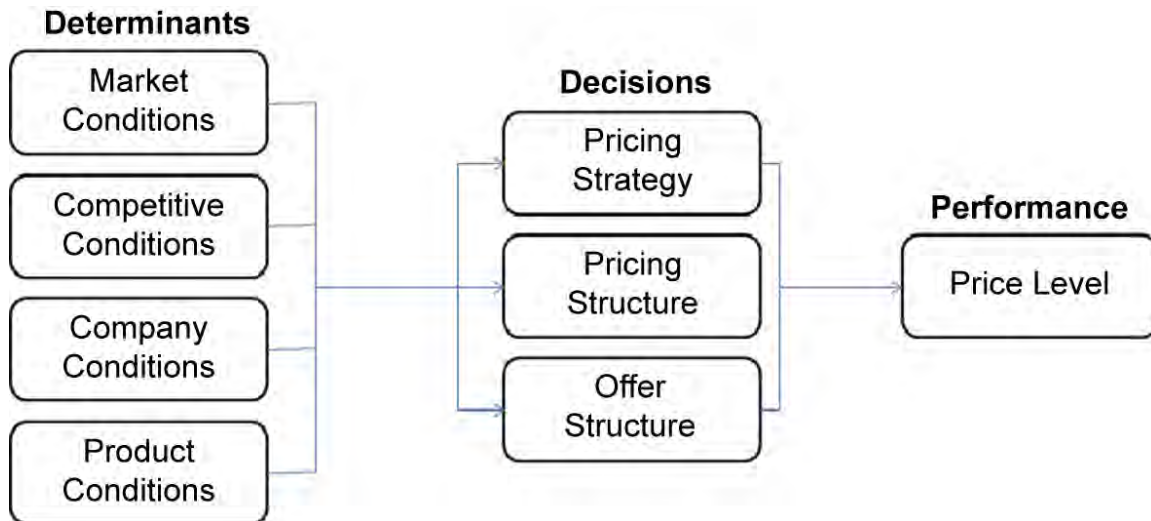 Determinants
Market
Conditions
Competitive
Conditions
Company
Conditions
Product
Conditions
Decisions
Pricing
Strategy
Pricing
Structure
Offer
Structure
Performance
Price Level